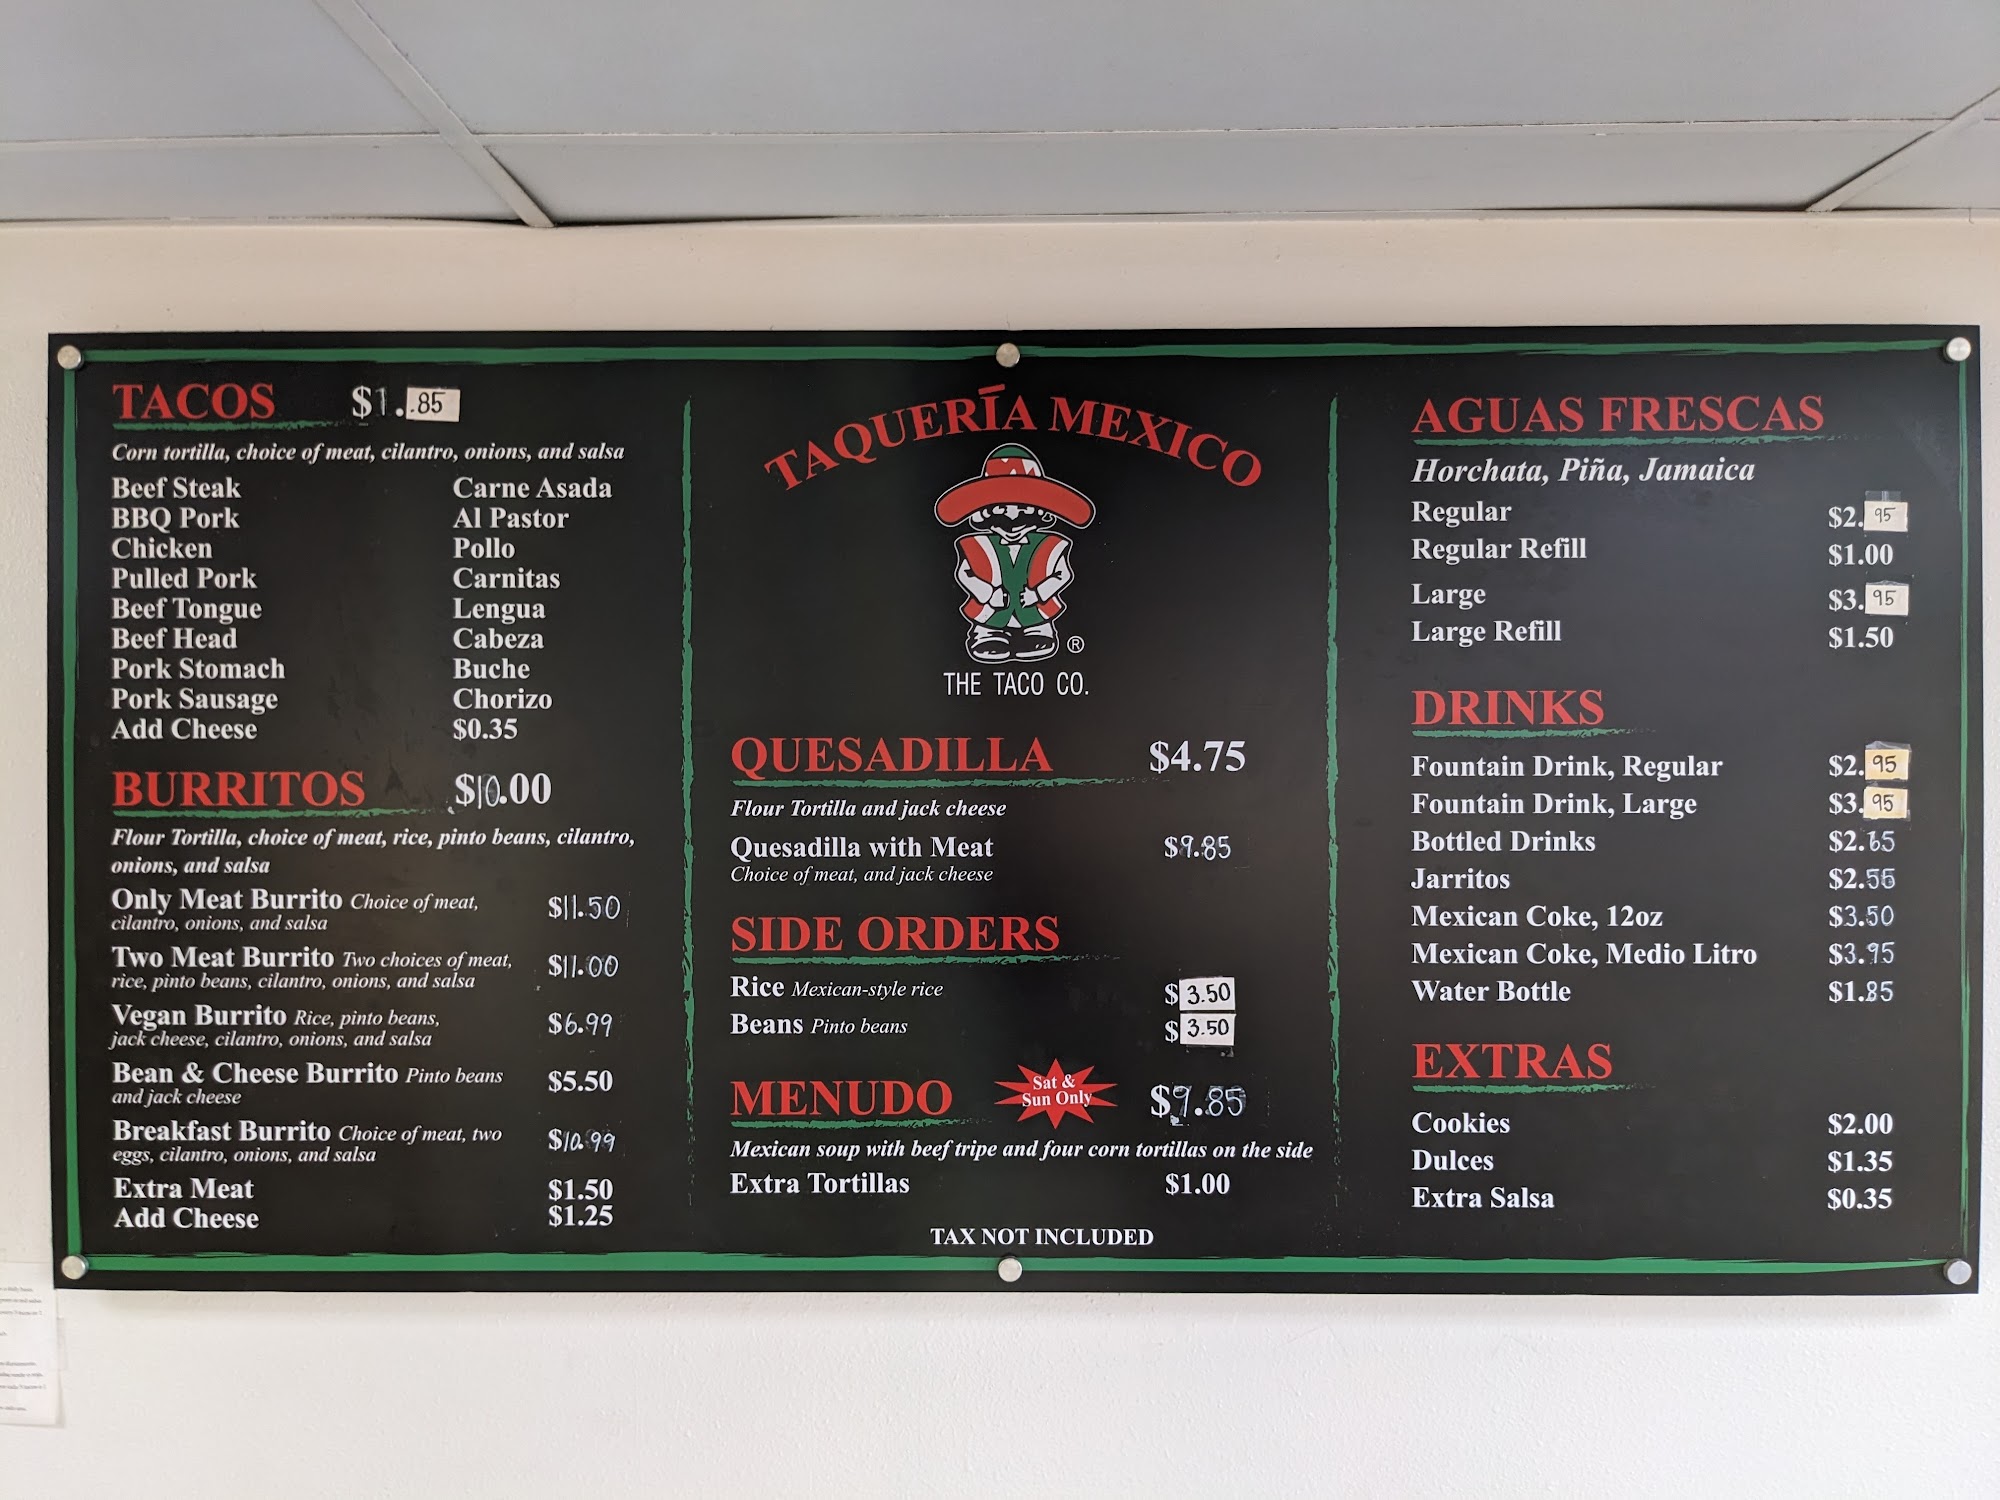 TACOS $1..85
Corn tortilla, choice of meat, cilantro, onions, and salsa
Beef Steak Carne Asada
BBQ Pork Al Pastor
Chicken Pollo
Pulled Pork Carnitas
Beef Tongue Lengua
Beef Head Cabeza
Pork Stomach Buche
Pork Sausage Chorizo
Add Cheese $0.35
BURRITOS $10.00
Flour Tortilla, choice of meat, rice, pinto beans, cilantro,
onions, and salsa
Only Meat Burrito Choice of meat, $11.50
cilantro, onions, and salsa
Two Meat Burrito Two choices of meat, $11.00
rice, pinto beans, cilantro, onions, and salsa
Vegan Burrito Rice, pinto beans, $6.99
jack cheese, cilantro, onions, and salsa
Bean & Cheese Burrito Pinto beans $5.50
and jack cheese
Breakfast Burrito Choice of meat, two $10.99
eggs, cilantro, onions, and salsa
Extra Meat $1.50
Add Cheese $1.25
TAQUERÍA MEXICO
®
THE TACO CO.
QUESADILLA $4.75
Flour Tortilla and jack cheese
Quesadilla with Meat $9.85
Choice of meat, and jack cheese
SIDE ORDERS
Rice Mexican-style rice $3.50
Beans Pinto beans $3.50
MENUDO Sat & $9.85
Sun Only
Mexican soup with beef tripe and four corn tortillas on the side
Extra Tortillas $1.00
TAX NOT INCLUDED
AGUAS FRESCAS
Horchata, Piña, Jamaica
Regular $2.95
Regular Refill $1.00
Large $3.95
Large Refill $1.50
DRINKS
Fountain Drink, Regular $2.95
Fountain Drink, Large $3.95
Bottled Drinks $2.65
Jarritos
Mexican Coke, 12oz $3.50
Mexican Coke, Medio Litro $3.95
Water Bottle $1.85
EXTRAS
Cookies $2.00
Dulces $1.35
Extra Salsa $0.35